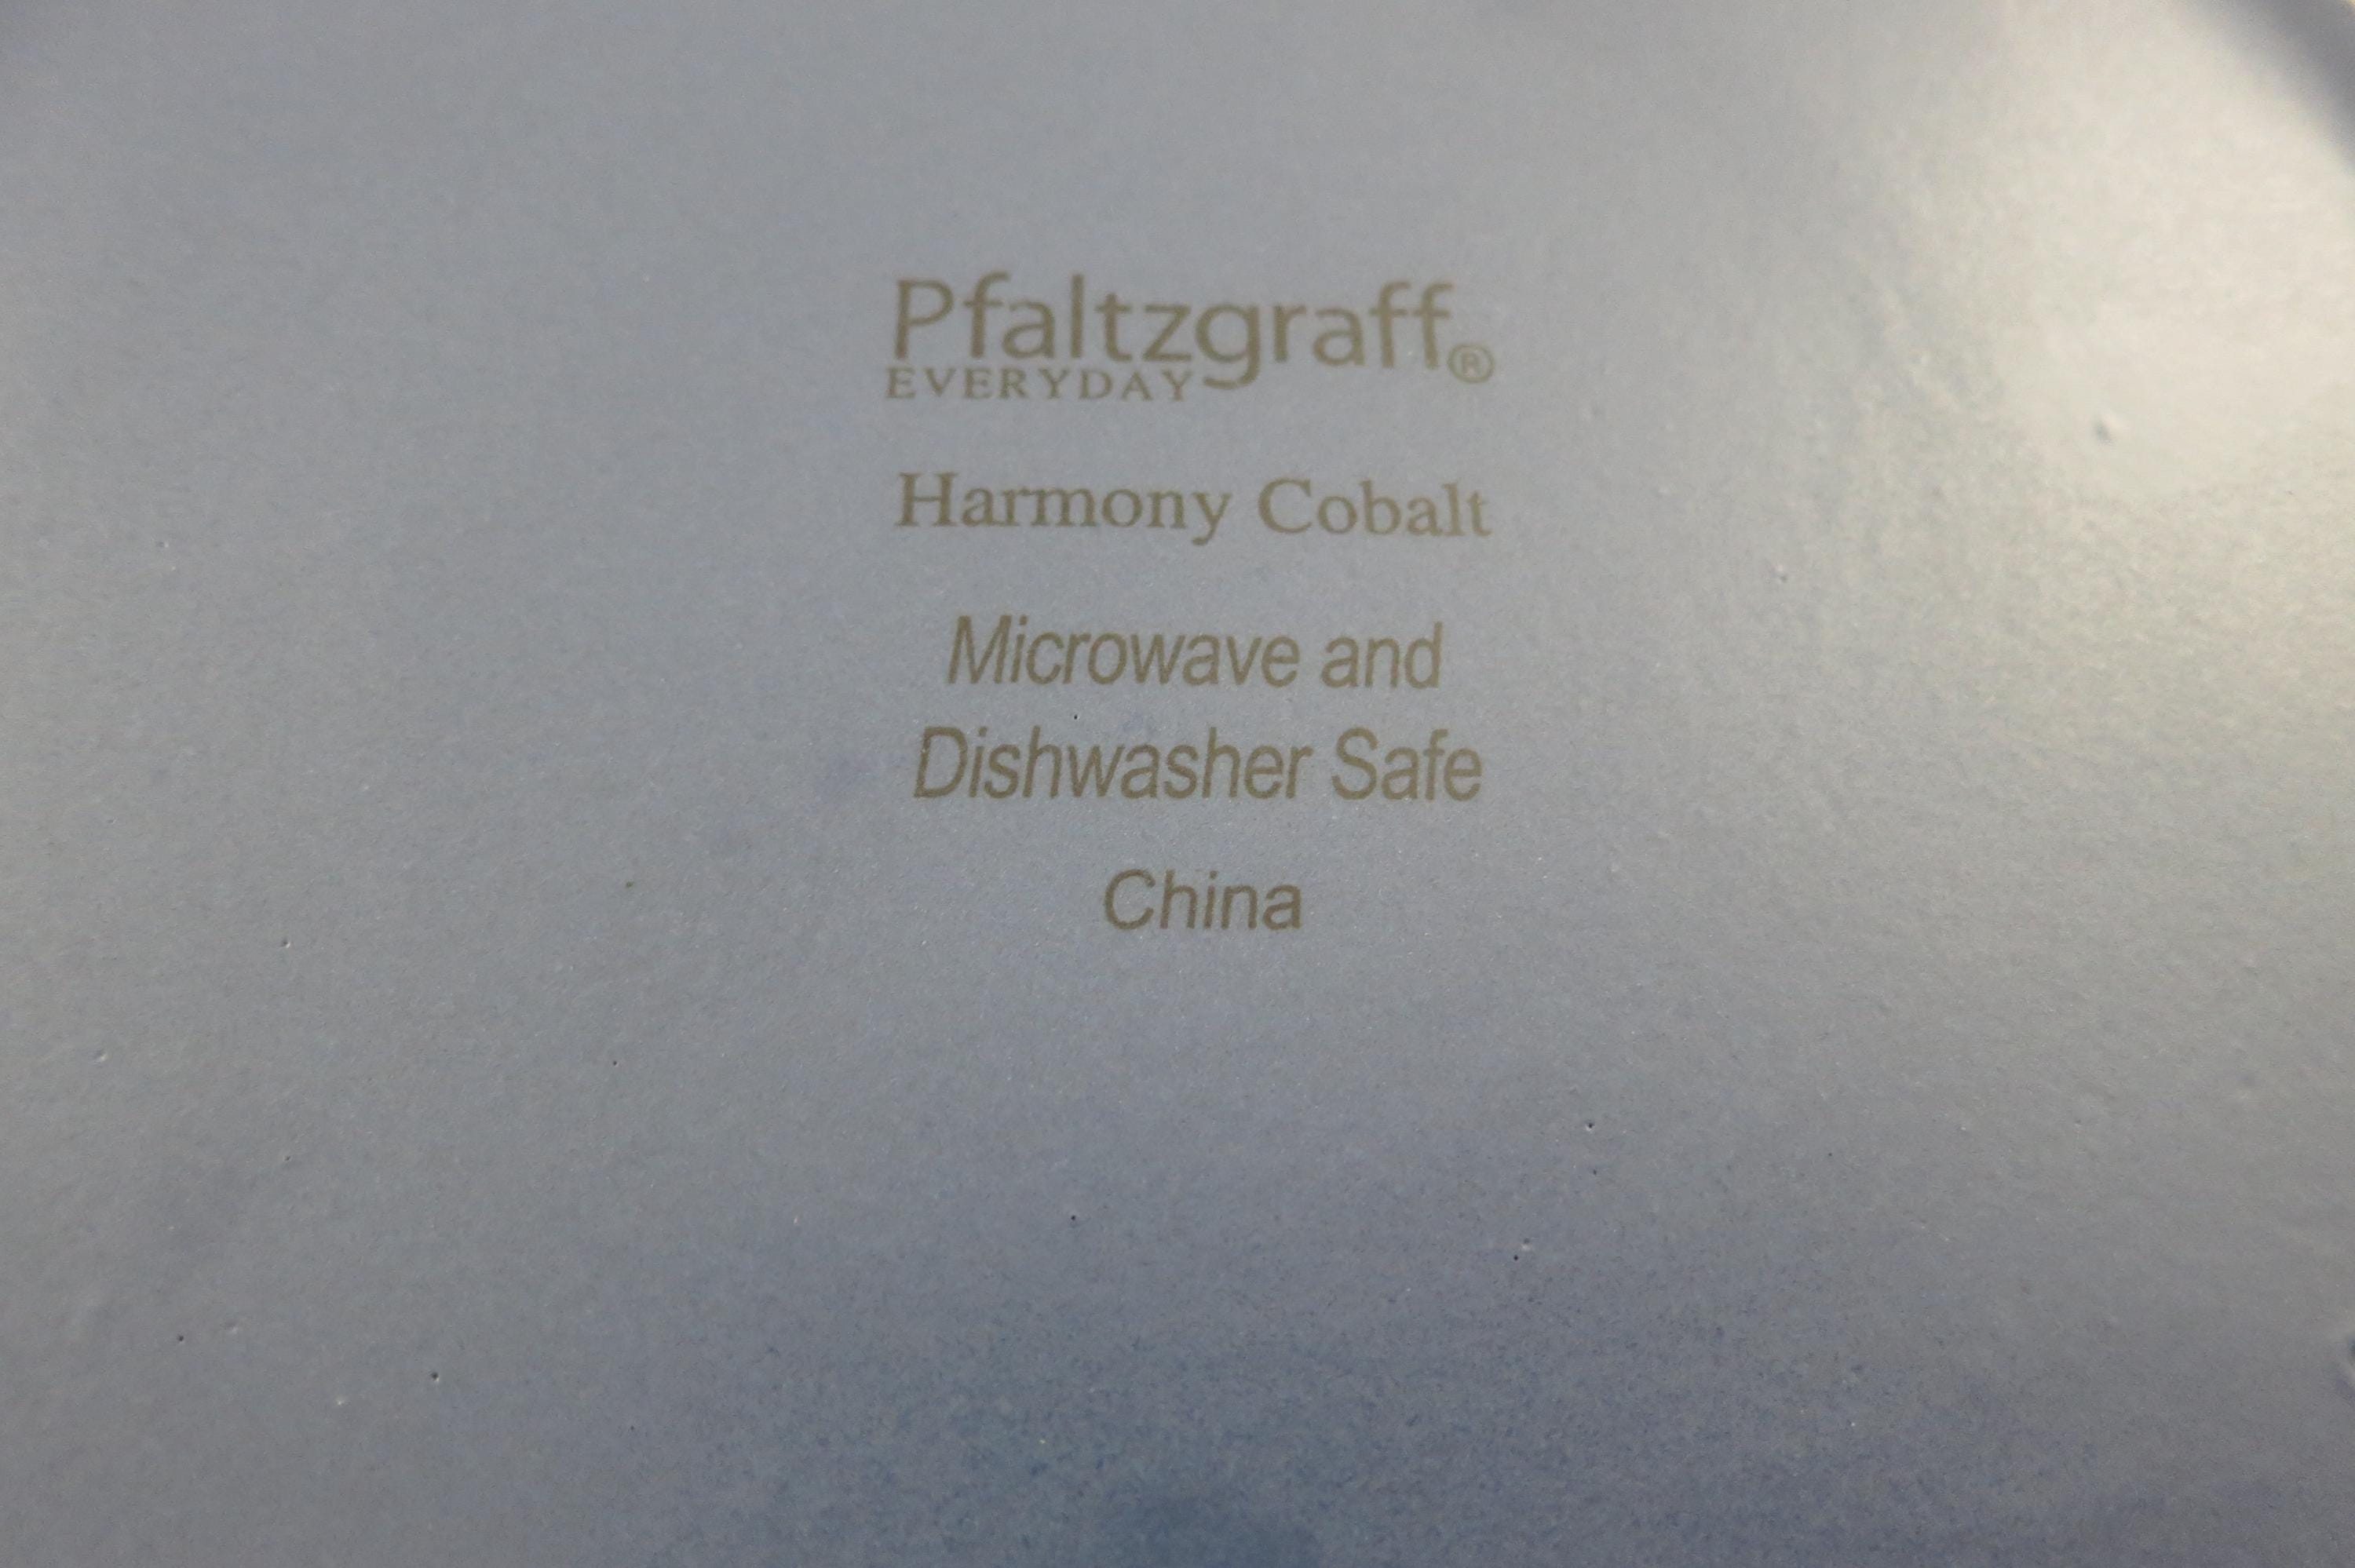 Pfaltzgraff®
EVERYDAY
Harmony Cobalt
Microwave and
Dishwasher Safe
China